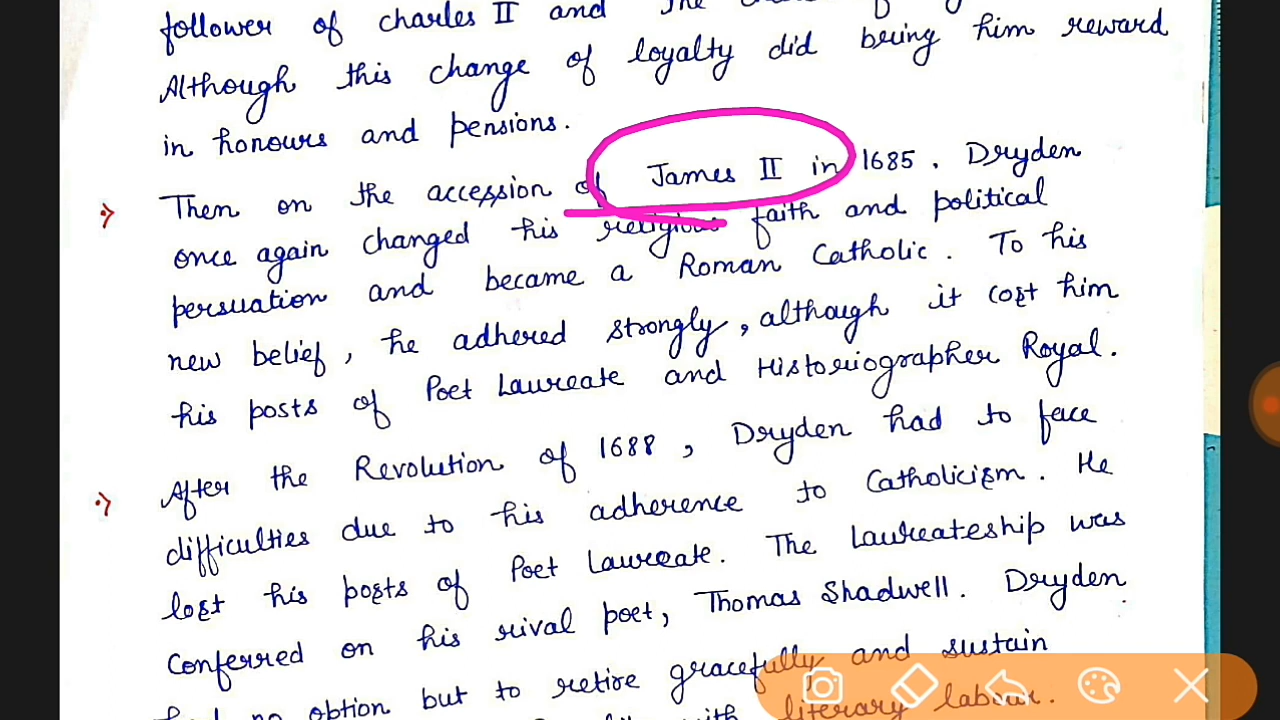 follower of charles II and
Although this change of loyalty did being him reward
in honours and pensions.
Then on the accession of James II in 1685. Dryden
once again changed his religious faith and political
persuation and became a Roman Catholic. To his
new belief, he adhered strongly, although it cost him
his posts of Poet Laureate and Historiographer Royal.
After the Revolution of 1688, Dryden had to face
difficulties due to his adherence to Catholicism. He
lost his posts of Poet Laureate. The Laureateship was
Conferred on his rival poet, Thomas Shadwell. Dryden
had no option but to retire gracefully and sustain
with literary labour.